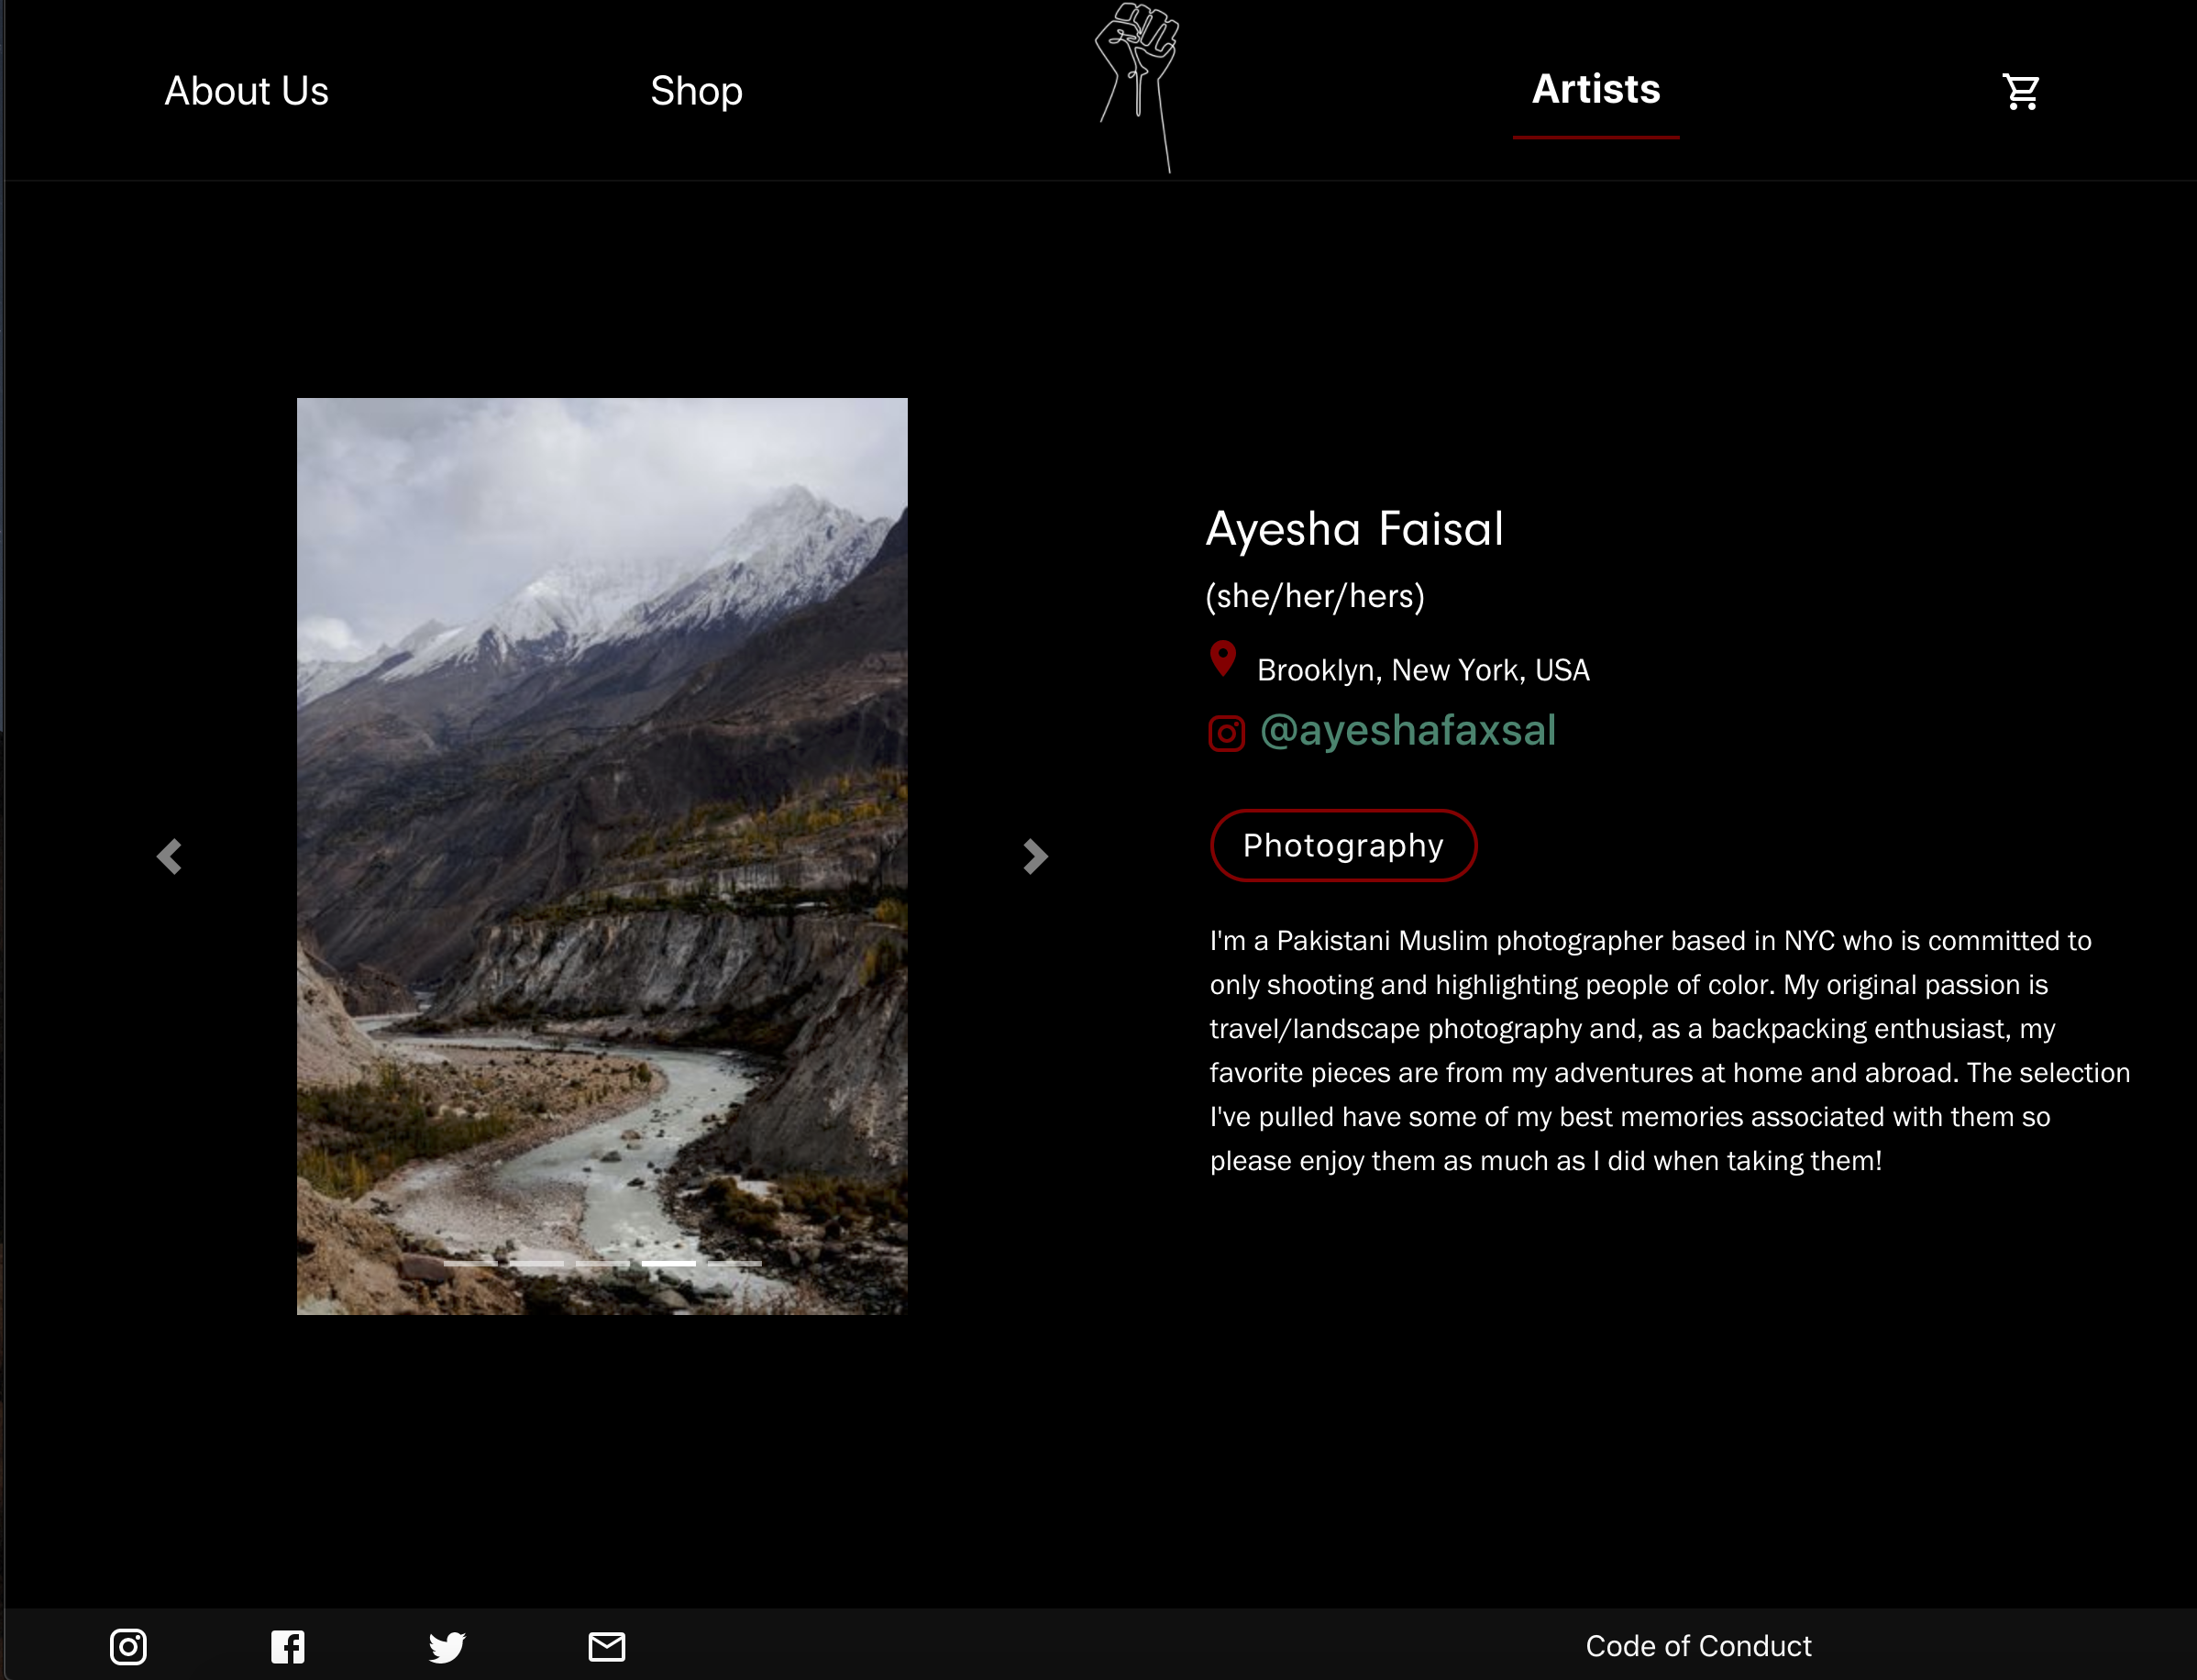 About Us
Shop
Artists
Ayesha Faisal
(she/her/hers)
Brooklyn, New York, USA
@ayeshafaxsal
Photography
I'm a Pakistani Muslim photographer based in NYC who is committed to
only shooting and highlighting people of color. My original passion is
travel/landscape photography and, as a backpacking enthusiast, my
favorite pieces are from my adventures at home and abroad. The selection
I've pulled have some of my best memories associated with them so
please enjoy them as much as I did when taking them!
Code of Conduct